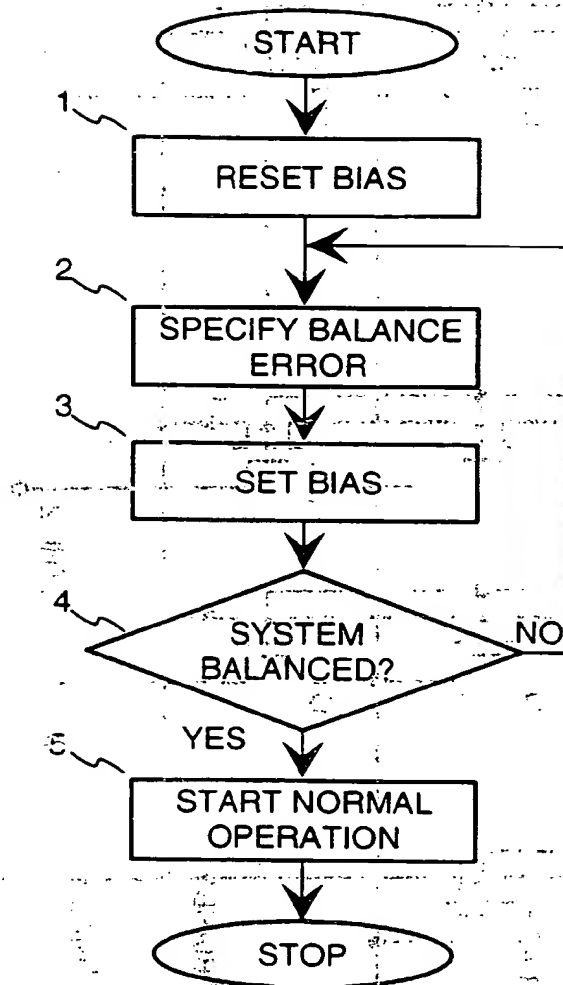 START
1
RESET BIAS
2
SPECIFY BALANCE
ERROR
3
SET BIAS
4
SYSTEM
BALANCED?
NO
YES
5
START NORMAL
OPERATION
STOP